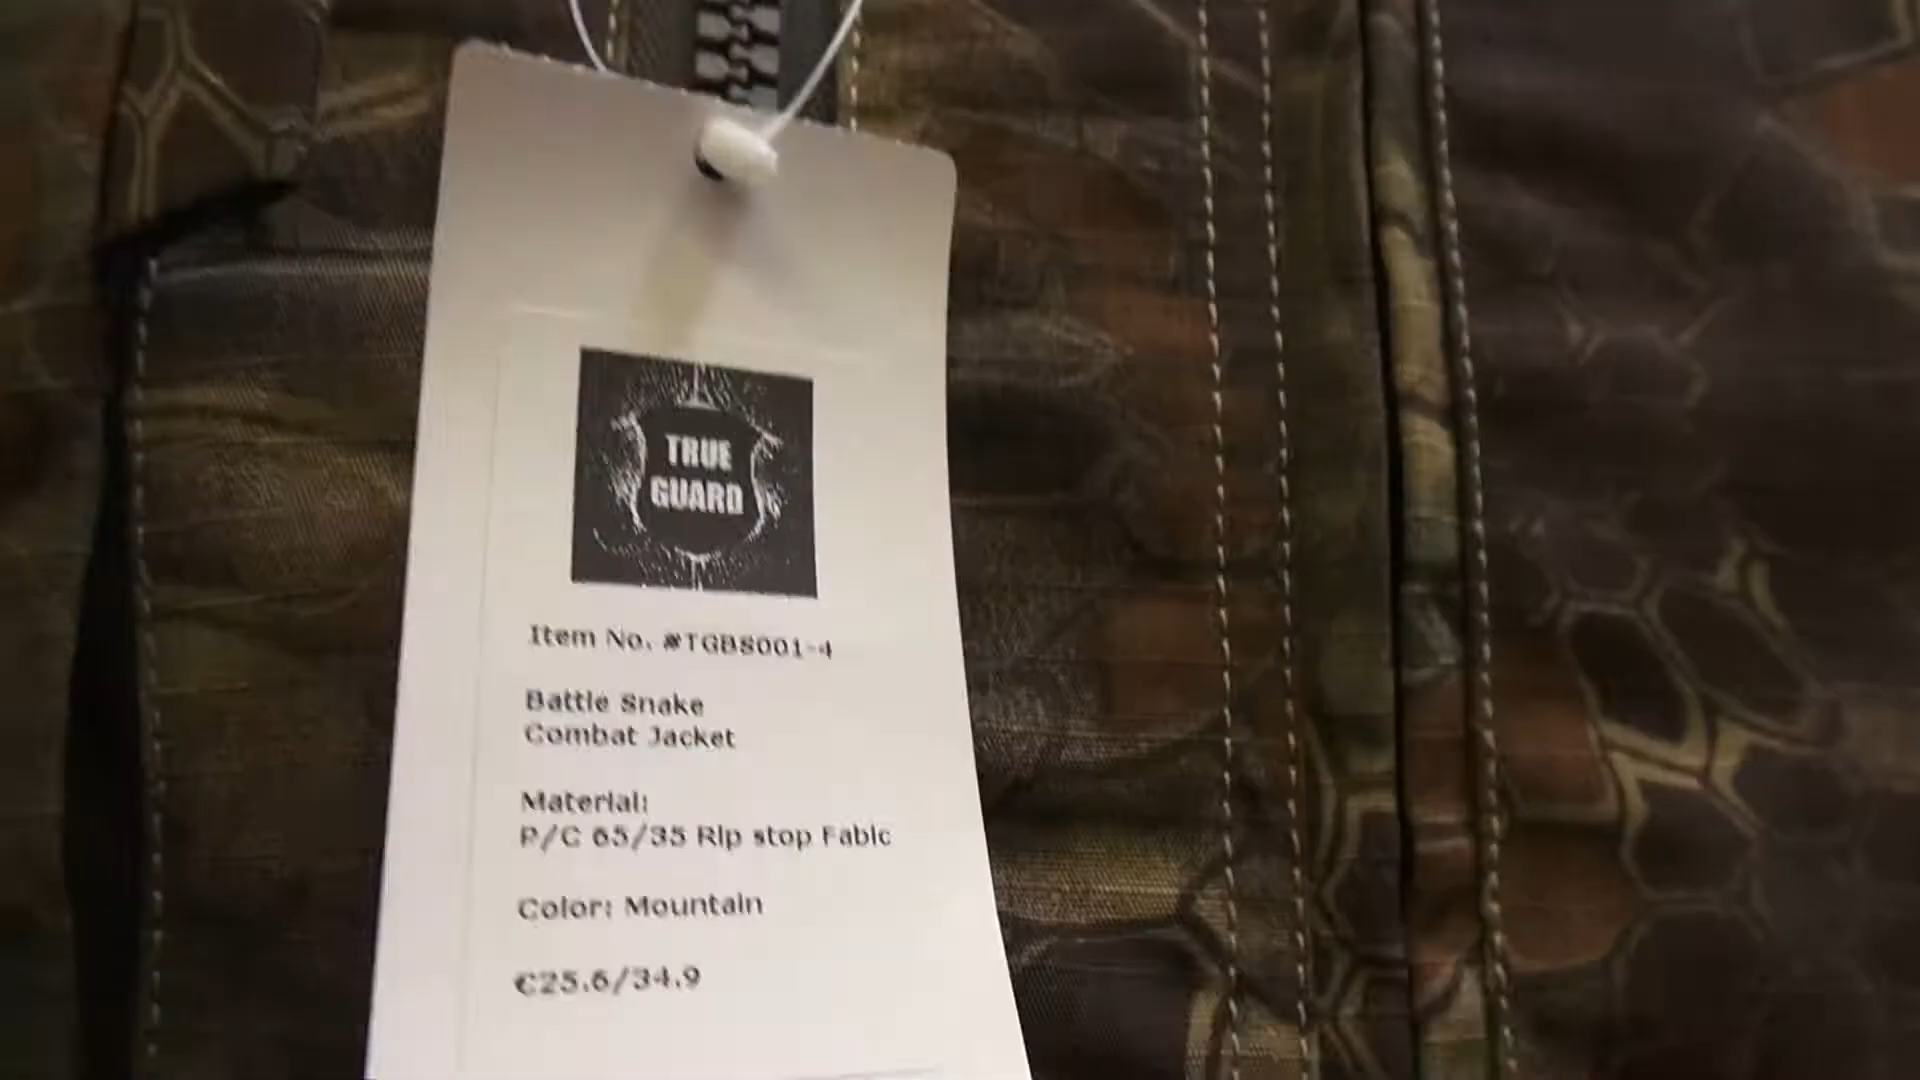 TRUE
GUARD
Item No. #TGBS001-4
Battle Snake
Combat Jacket
Material:
P/C 65/35 Rip stop Fabic
Color: Mountain
€25.6/34.9